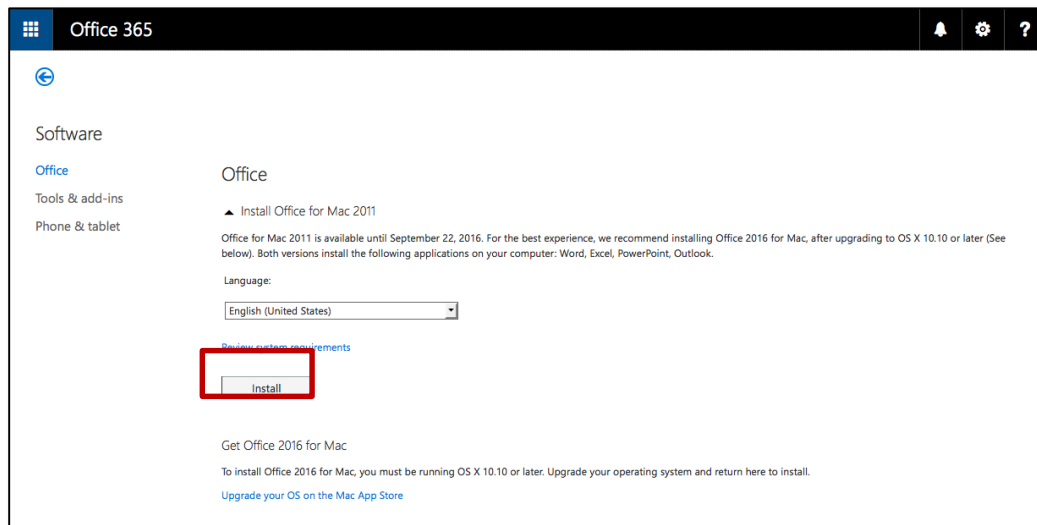 Office 365
?
Software
Office
Tools & add-ins
Phone & tablet
Office
Install Office for Mac 2011
Office for Mac 2011 is available until September 22, 2016. For the best experience, we recommend installing Office 2016 for Mac, after upgrading to OS X 10.10 or later (See
below). Both versions install the following applications on your computer: Word, Excel, PowerPoint, Outlook.
Language:
English (United States)
Review system requirements
Install
Get Office 2016 for Mac
To install Office 2016 for Mac, you must be running OS X 10.10 or later. Upgrade your operating system and return here to install.
Upgrade your OS on the Mac App Store